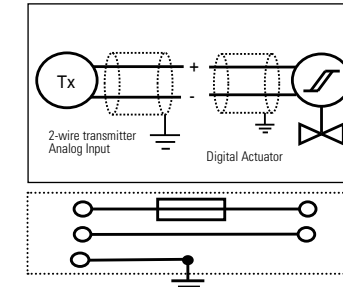 Tx
+
-
2-wire transmitter
Analog Input
Digital Actuator